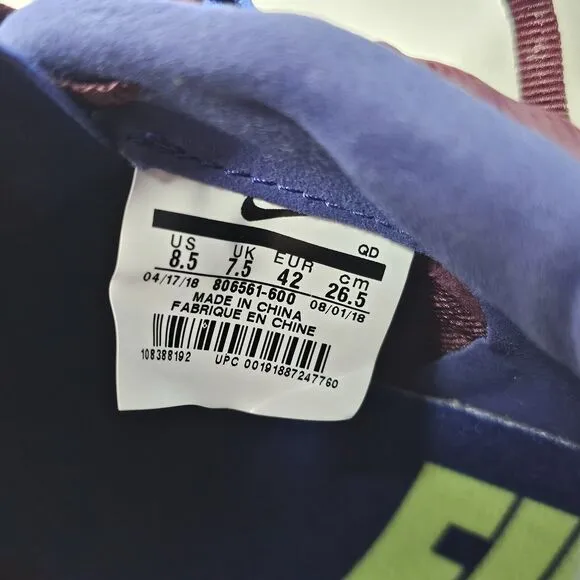 QD
US UK EUR cm
8.5 7.5 42 26.5
04/17/18 806561-600 08/01/18
MADE IN CHINA
FABRIQUE EN CHINE
108388192 UPC 00191887247760